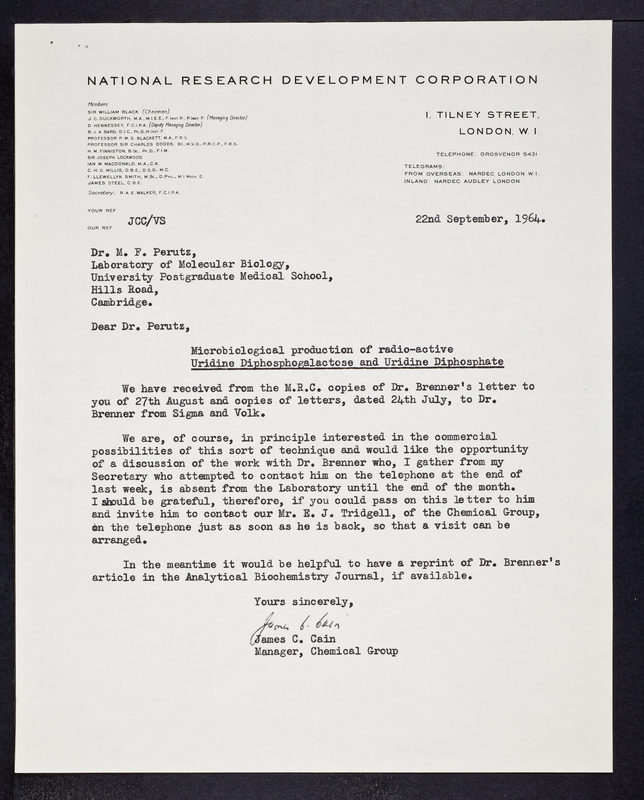 NATIONAL RESEARCH DEVELOPMENT CORPORATION
Members
SIR WILLIAM BLACK (Chairman)
J. C. DUCKWORTH, M.A., M.I.E.E., F.Inst.P., P.Inst.F. (Managing Director)
D. HENNESSEY, F.C.I.P.A. (Deputy Managing Director)
B. J. A. BARD, D.I.C., Ph.D., M.Inst.F.
PROFESSOR P. M. S. BLACKETT, M.A., F.R.S.
PROFESSOR SIR CHARLES DODDS, Bt., M.V.O., P.R.C.P., F.R.S.
H. M. FINNISTON, B.Sc., Ph.D., F.I.M.
SIR JOSEPH LOCKWOOD
IAN W. MACDONALD, M.A., C.A.
C. H. G. MILLIS, O.B.E., D.S.O., M.C.
F. LLEWELLYN SMITH, M.Sc., D.Phil., M.I.Mech.E.
JAMES STEEL, C.B.E.
Secretary: R. A. E. WALKER, F.C.I.P.A.
1, TILNEY STREET,
LONDON, W. 1.
TELEPHONE: GROSVENOR 5431
TELEGRAMS:
FROM OVERSEAS: NARDEC LONDON W.1.
INLAND: NARDEC AUDLEY LONDON
YOUR REF
JCC/VS
OUR REF
22nd September, 1964.
Dr. M. F. Perutz,
Laboratory of Molecular Biology,
University Postgraduate Medical School,
Hills Road,
Cambridge.
Dear Dr. Perutz,
Microbiological production of radio-active
Uridine Diphosphogalactose and Uridine Diphosphate
We have received from the M.R.C. copies of Dr. Brenner's letter to
you of 27th August and copies of letters, dated 24th July, to Dr.
Brenner from Sigma and Volk.
We are, of course, in principle interested in the commercial
possibilities of this sort of technique and would like the opportunity
of a discussion of the work with Dr. Brenner who, I gather from my
Secretary who attempted to contact him on the telephone at the end of
last week, is absent from the Laboratory until the end of the month.
I should be grateful, therefore, if you could pass on this letter to him
and invite him to contact our Mr. E. J. Tridgell, of the Chemical Group,
on the telephone just as soon as he is back, so that a visit can be
arranged.
In the meantime it would be helpful to have a reprint of Dr. Brenner's
article in the Analytical Biochemistry Journal, if available.
Yours sincerely,
James C. Cain
James C. Cain
Manager, Chemical Group